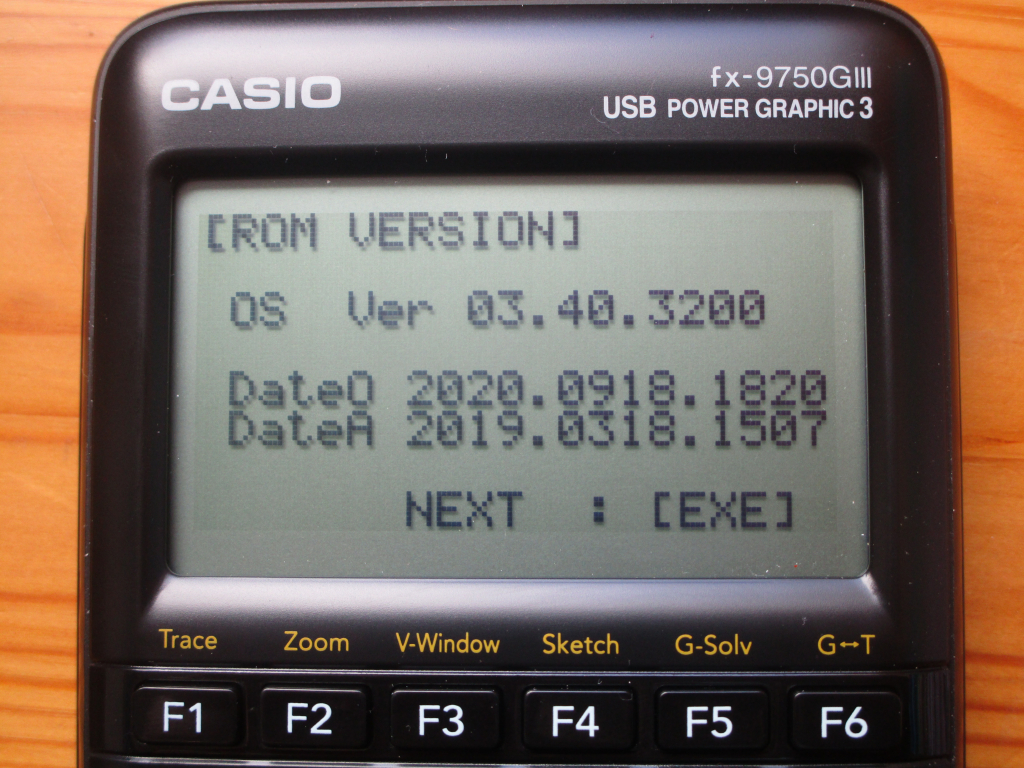 CASIO
fx-9750GIII
USB POWER GRAPHIC 3
[ROM VERSION]
OS Ver 03.40.3200
DateO 2020.0918.1820
DateA 2019.0318.1507
NEXT : [EXE]
Trace Zoom V-Window Sketch G-Solv G↔T
F1 F2 F3 F4 F5 F6